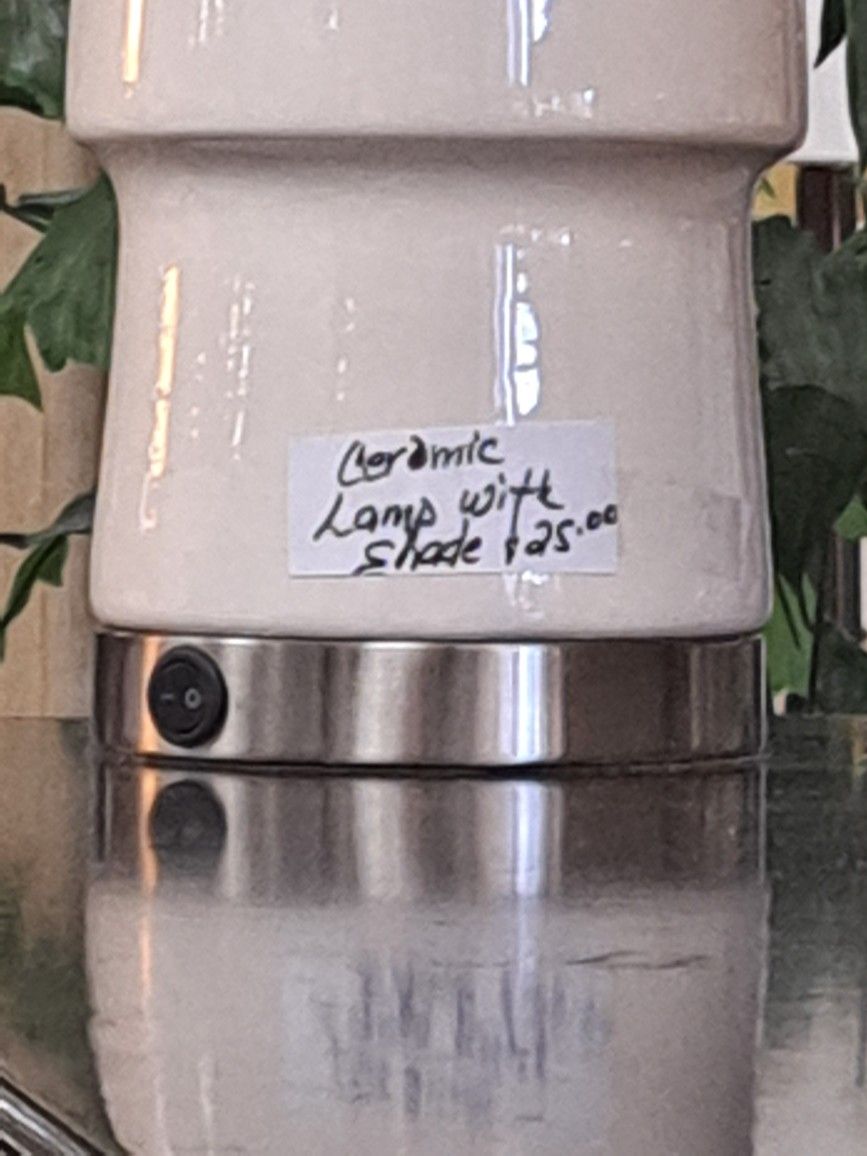 Ceramic
Lamp with
Shade $25.00